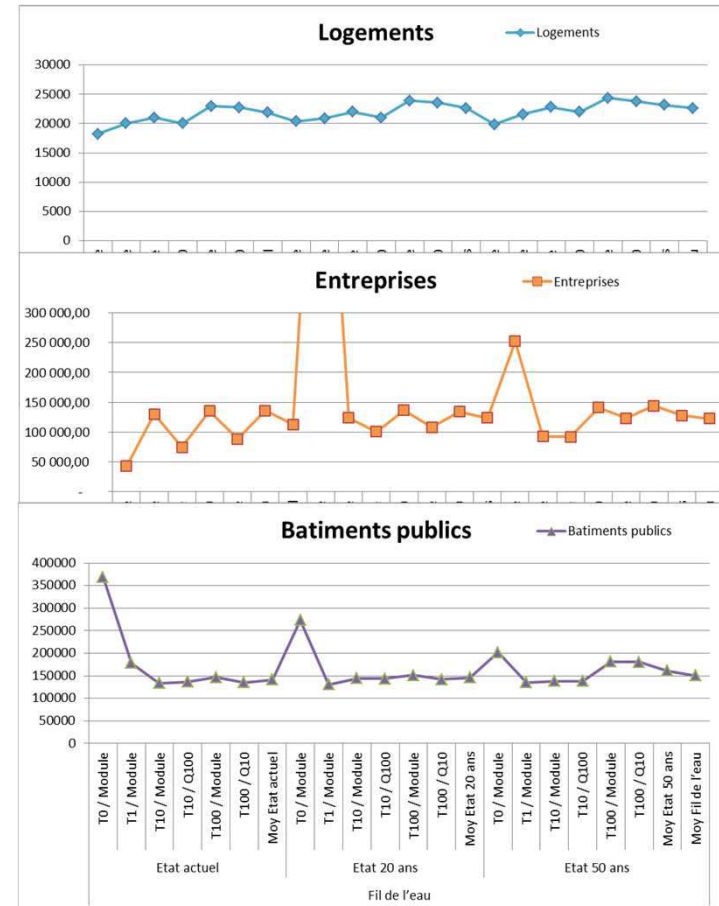 Logements
Logements
30000
25000
20000
15000
10000
5000
0
Entreprises
Entreprises
300 000,00
250 000,00
200 000,00
150 000,00
100 000,00
50 000,00
-
Batiments publics
Batiments publics
400000
350000
300000
250000
200000
150000
100000
50000
0
T0 / Module
T1 / Module
T10 / Module
T10 / Q100
T100 / Module
T100 / Q10
Moy Etat actuel
T0 / Module
T1 / Module
T10 / Module
T10 / Q100
T100 / Module
T100 / Q10
Moy Etat 20 ans
T0 / Module
T1 / Module
T10 / Module
T10 / Q100
T100 / Module
T100 / Q10
Moy Etat 50 ans
Moy Fil de l'eau
Etat actuel
Etat 20 ans
Etat 50 ans
Fil de l'eau